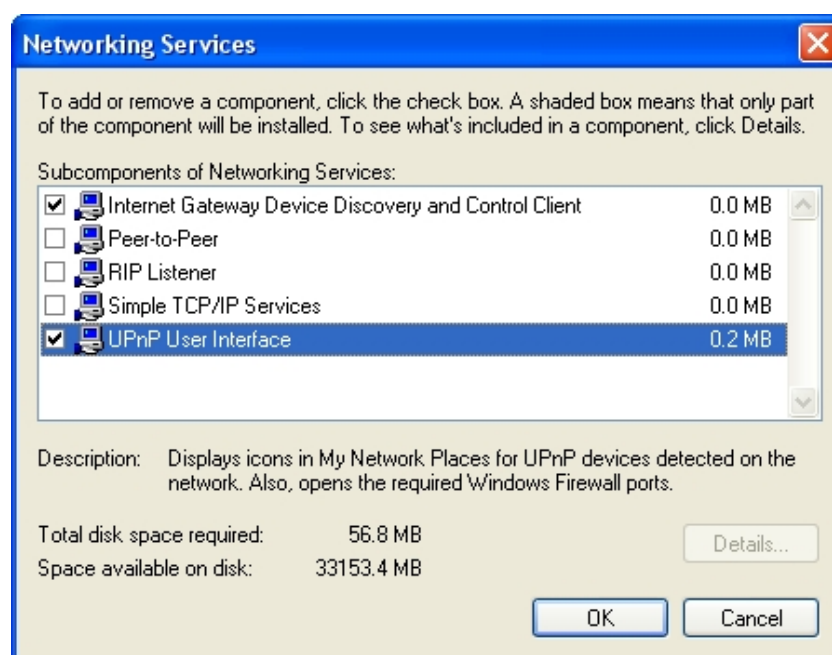 Networking Services
To add or remove a component, click the check box. A shaded box means that only part
of the component will be installed. To see what's included in a component, click Details.
Subcomponents of Networking Services:
Internet Gateway Device Discovery and Control Client 0.0 MB
Peer-to-Peer 0.0 MB
RIP Listener 0.0 MB
Simple TCP/IP Services 0.0 MB
UPnP User Interface 0.2 MB
Description: Displays icons in My Network Places for UPnP devices detected on the
network. Also, opens the required Windows Firewall ports.
Total disk space required: 56.8 MB
Space available on disk: 33153.4 MB
Details...
OK Cancel